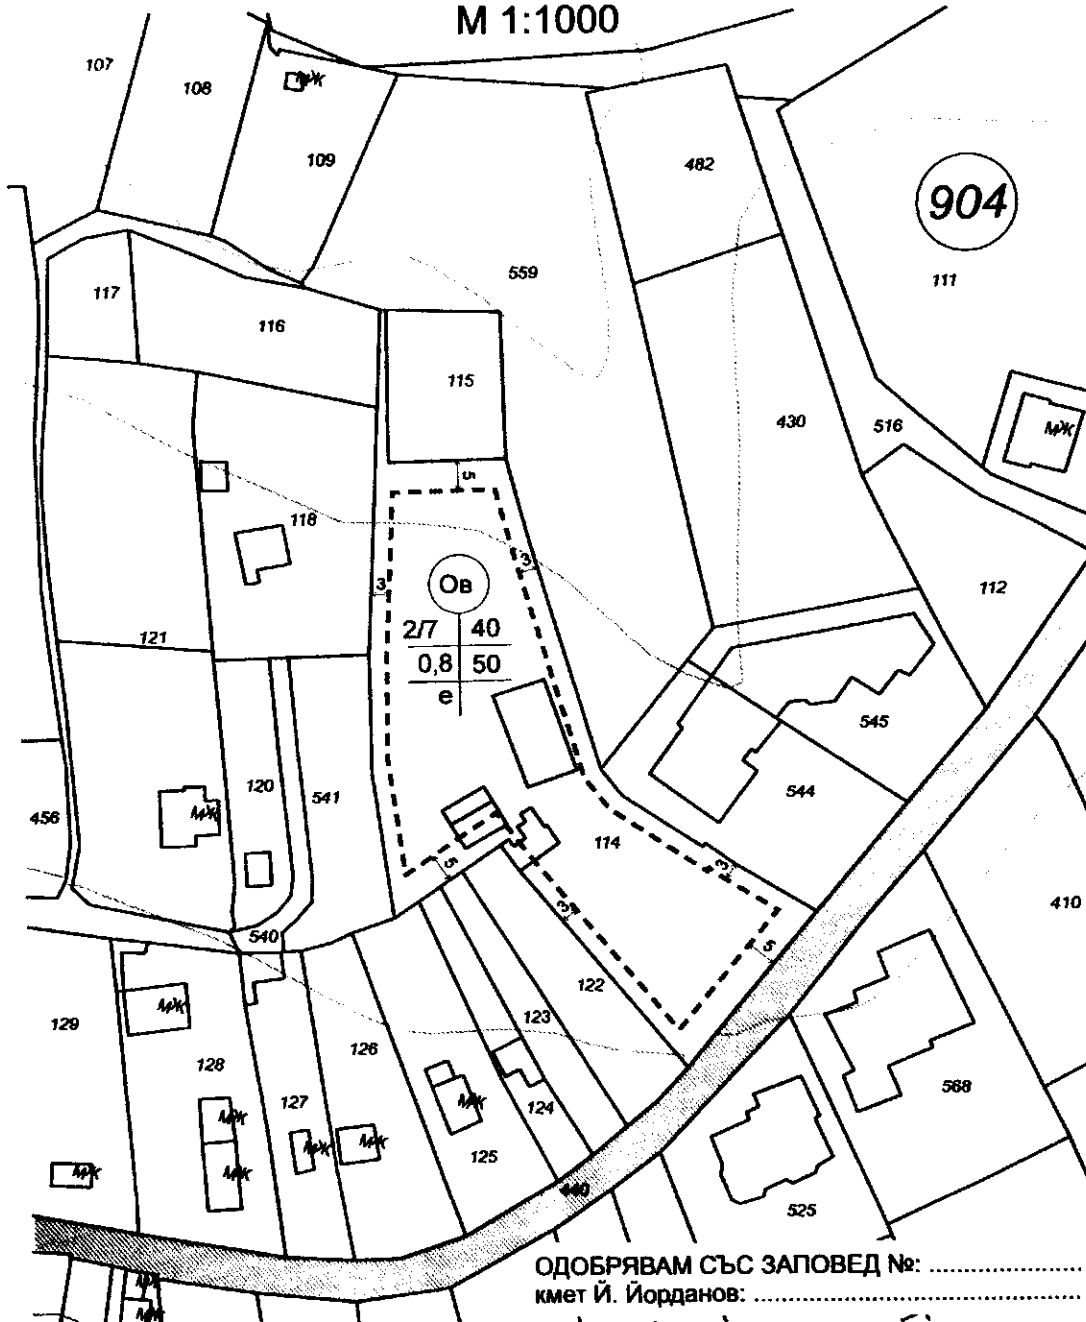 М 1:1000
107
108
МЖ
109
482
904
559
111
117
116
115
430
516
МЖ
5
118
3
3
Ов
112
2/7 40
0,8 50
е
121
545
120
541
544
456
МЖ
114
5
3
3
410
540
5
122
129
МЖ
123
126
128
568
127
МЖ
124
МЖ
МЖ
МЖ
125
МЖ
МЖ
440
525
ОДОБРЯВАМ СЪС ЗАПОВЕД №: ....................
кмет Й. Йорданов: ..........................................
МЖ
МЖ